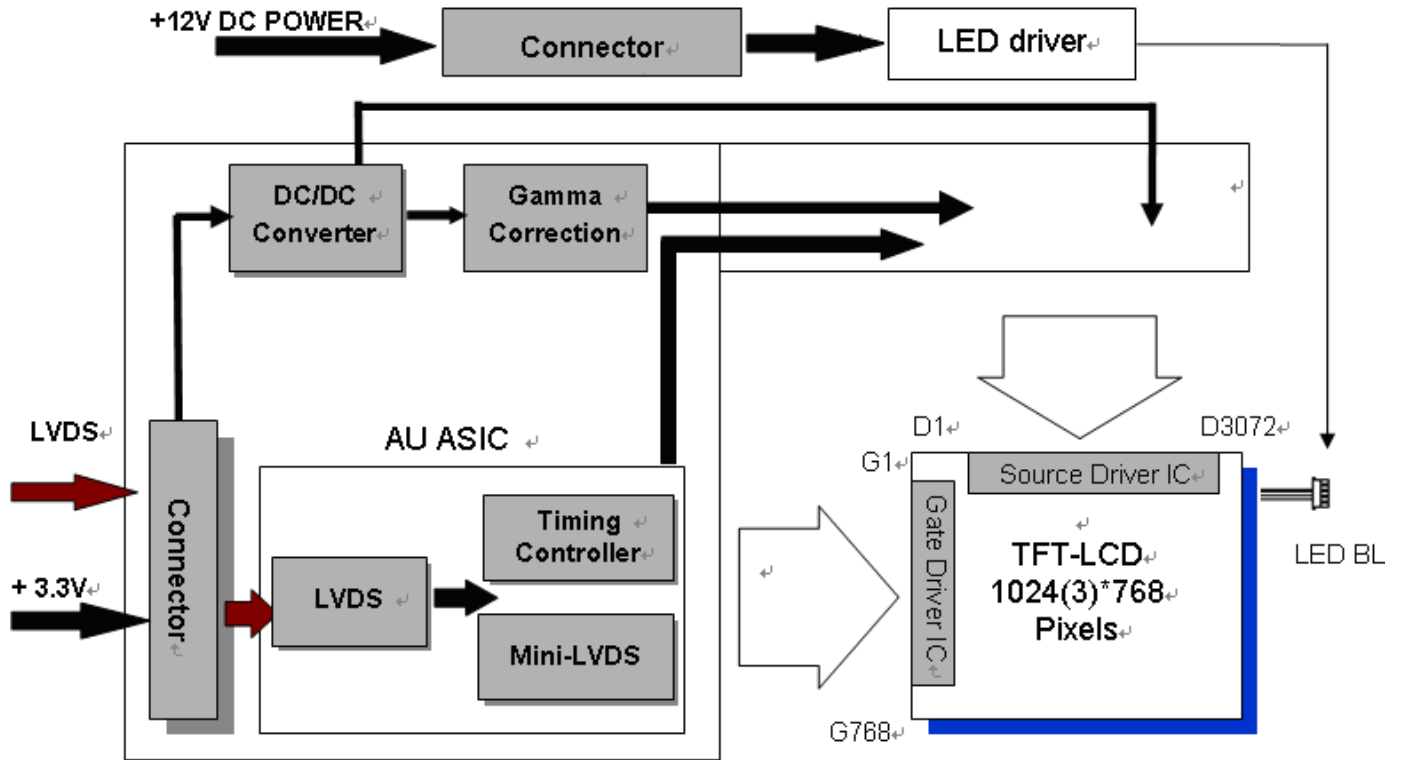 +12V DC POWER
Connector
LED driver
DC/DC
Converter
Gamma
Correction
LVDS
+ 3.3V
Connector
AU ASIC
LVDS
Timing
Controller
Mini-LVDS
D1
D3072
G1
G768
Source Driver IC
Gate Driver IC
TFT-LCD
1024(3)*768
Pixels
LED BL